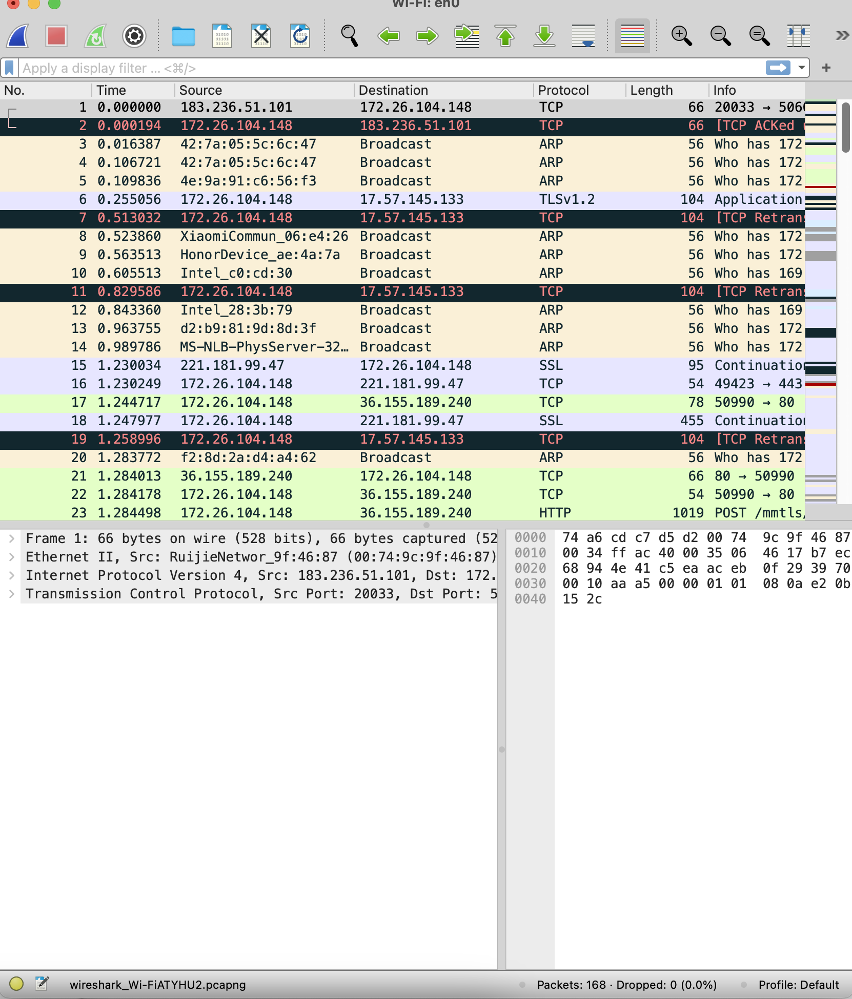 Wi-Fi: en0
Apply a display filter ... <⌘/>
No. Time Source Destination Protocol Length Info
1 0.000000 183.236.51.101 172.26.104.148 TCP 66 20033 → 506
2 0.000194 172.26.104.148 183.236.51.101 TCP 66 [TCP ACKed
3 0.016387 42:7a:05:5c:6c:47 Broadcast ARP 56 Who has 172
4 0.106721 42:7a:05:5c:6c:47 Broadcast ARP 56 Who has 172
5 0.109836 4e:9a:91:c6:56:f3 Broadcast ARP 56 Who has 172
6 0.255056 172.26.104.148 17.57.145.133 TLSv1.2 104 Application
7 0.513032 172.26.104.148 17.57.145.133 TCP 104 [TCP Retrans
8 0.523860 XiaomiCommun_06:e4:26 Broadcast ARP 56 Who has 172
9 0.563513 HonorDevice_ae:4a:7a Broadcast ARP 56 Who has 172
10 0.605513 Intel_c0:cd:30 Broadcast ARP 56 Who has 169
11 0.829586 172.26.104.148 17.57.145.133 TCP 104 [TCP Retrans
12 0.843360 Intel_28:3b:79 Broadcast ARP 56 Who has 169
13 0.963755 d2:b9:81:9d:8d:3f Broadcast ARP 56 Who has 172
14 0.989786 MS-NLB-PhysServer-32… Broadcast ARP 56 Who has 172
15 1.230034 221.181.99.47 172.26.104.148 SSL 95 Continuation
16 1.230249 172.26.104.148 221.181.99.47 TCP 54 49423 → 443
17 1.244717 172.26.104.148 36.155.189.240 TCP 78 50990 → 80
18 1.247977 172.26.104.148 221.181.99.47 SSL 455 Continuation
19 1.258996 172.26.104.148 17.57.145.133 TCP 104 [TCP Retrans
20 1.283772 f2:8d:2a:d4:a4:62 Broadcast ARP 56 Who has 172
21 1.284013 36.155.189.240 172.26.104.148 TCP 66 80 → 50990
22 1.284178 172.26.104.148 36.155.189.240 TCP 54 50990 → 80
23 1.284498 172.26.104.148 36.155.189.240 HTTP 1019 POST /mmtls/
Frame 1: 66 bytes on wire (528 bits), 66 bytes captured (52
Ethernet II, Src: RuijieNetwor_9f:46:87 (00:74:9c:9f:46:87)
Internet Protocol Version 4, Src: 183.236.51.101, Dst: 172.
Transmission Control Protocol, Src Port: 20033, Dst Port: 5
0000 74 a6 cd c7 d5 d2 00 74 9c 9f 46 87
0010 00 34 ff ac 40 00 35 06 46 17 b7 ec
0020 68 94 4e 41 c5 ea ac eb 0f 29 39 70
0030 00 10 aa a5 00 00 01 01 08 0a e2 0b
0040 15 2c
wireshark_Wi-FiATYHU2.pcapng
Packets: 168 · Dropped: 0 (0.0%)
Profile: Default